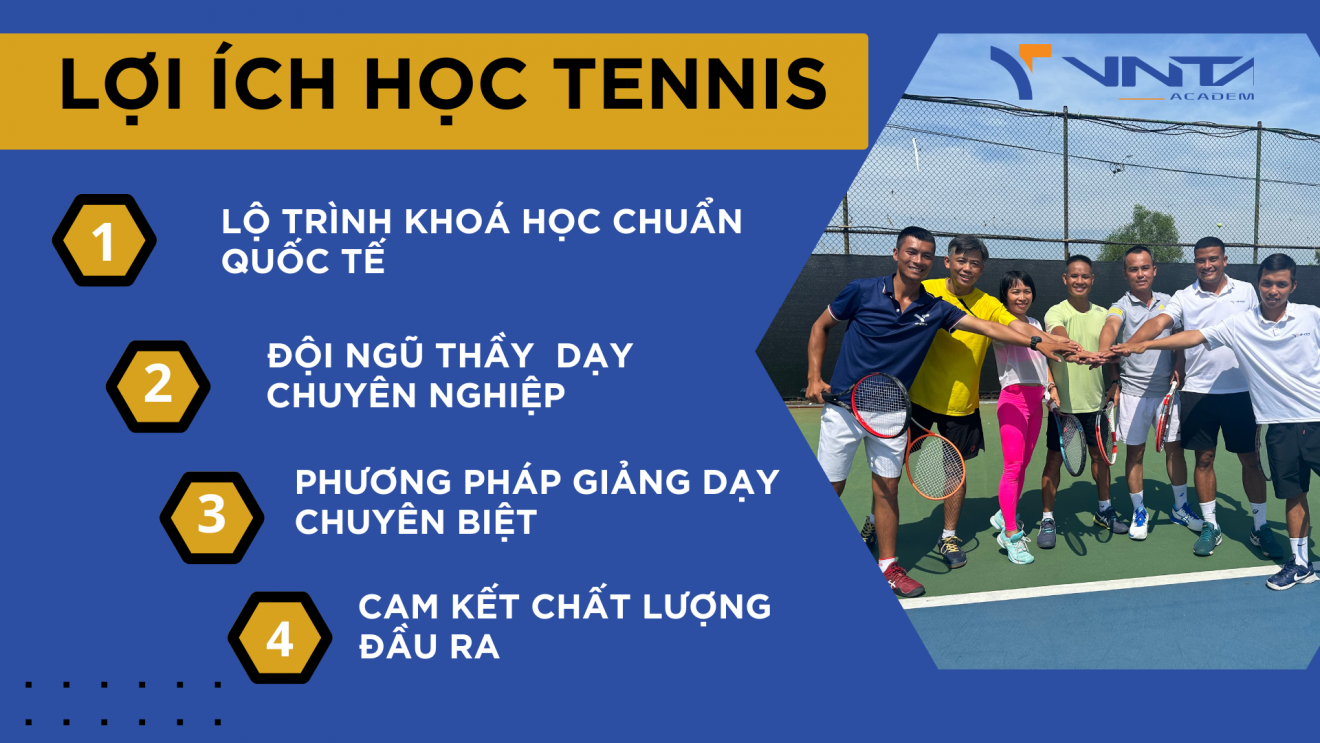 LỢI ÍCH HỌC TENNIS
VNTA
ACADEM
1
LỘ TRÌNH KHOÁ HỌC CHUẨN
QUỐC TẾ
2
ĐỘI NGŨ THẦY DẠY
CHUYÊN NGHIỆP
3
PHƯƠNG PHÁP GIẢNG DẠY
CHUYÊN BIỆT
4
CAM KẾT CHẤT LƯỢNG
ĐẦU RA